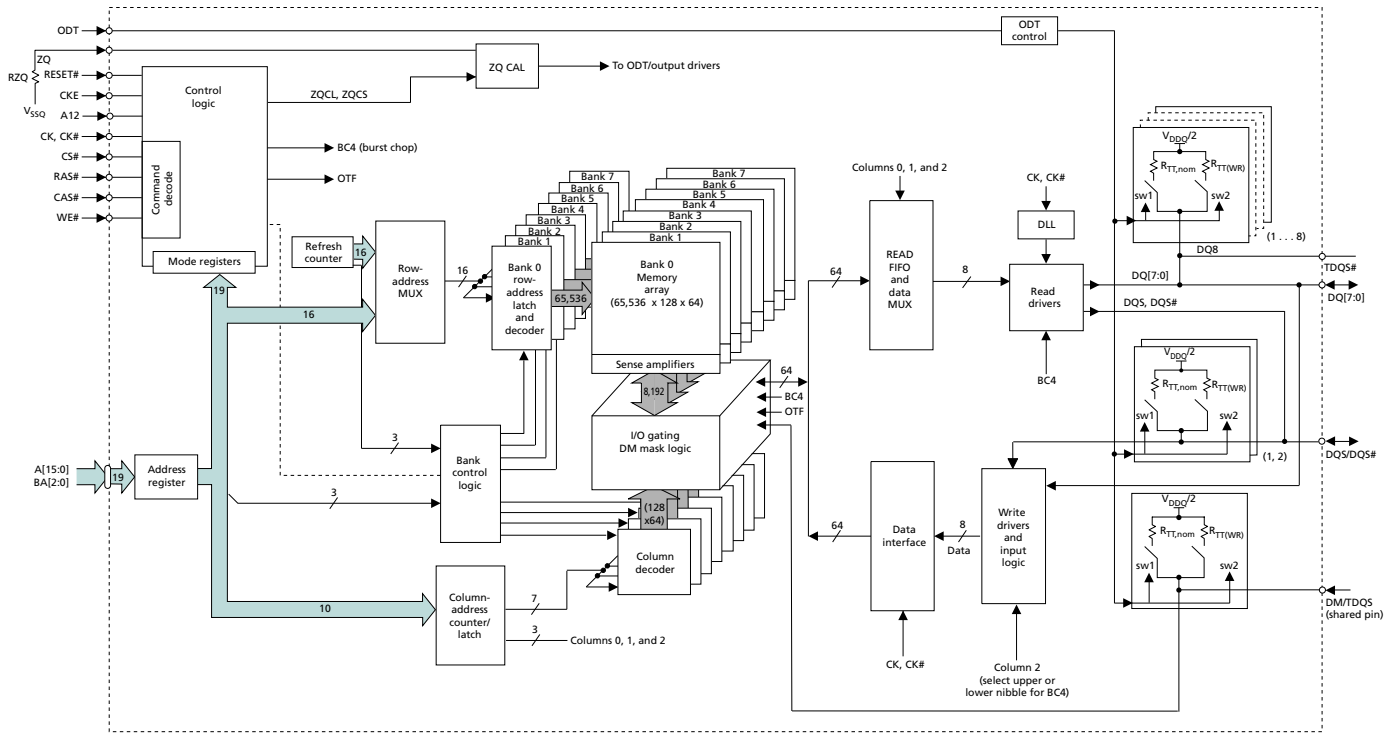 ODT
ODT
control
ZQ
RZQ
VSSQ
RESET#
CKE
A12
CK, CK#
CS#
RAS#
CAS#
WE#
Control
logic
Command
decode
Mode registers
ZQ CAL
To ODT/output drivers
ZQCL, ZQCS
BC4 (burst chop)
OTF
Refresh
counter
16
Row-
address
MUX
16
16
19
Bank 7
Bank 6
Bank 5
Bank 4
Bank 3
Bank 2
Bank 1
Bank 0
row-
address
latch
and
decoder
65,536
Bank 7
Bank 6
Bank 5
Bank 4
Bank 3
Bank 2
Bank 1
Bank 0
Memory
array
(65,536 x 128 x 64)
Sense amplifiers
8,192
I/O gating
DM mask logic
64
BC4
OTF
(128
x64)
Column
decoder
3
Bank
control
logic
3
A[15:0]
BA[2:0]
19
Address
register
10
Column-
address
counter/
latch
7
3
Columns 0, 1, and 2
Columns 0, 1, and 2
64
READ
FIFO
and
data
MUX
8
CK, CK#
DLL
Read
drivers
BC4
64
Data
interface
8
Data
CK, CK#
Write
drivers
and
input
logic
Column 2
(select upper or
lower nibble for BC4)
VDDQ/2
RTT,nom
RTT(WR)
sw1
sw2
(1 . . . 8)
DQ8
TDQS#
DQ[7:0]
DQ[7:0]
DQS, DQS#
VDDQ/2
RTT,nom
RTT(WR)
sw1
sw2
(1, 2)
DQS/DQS#
VDDQ/2
RTT,nom
RTT(WR)
sw1
sw2
DM/TDQS
(shared pin)